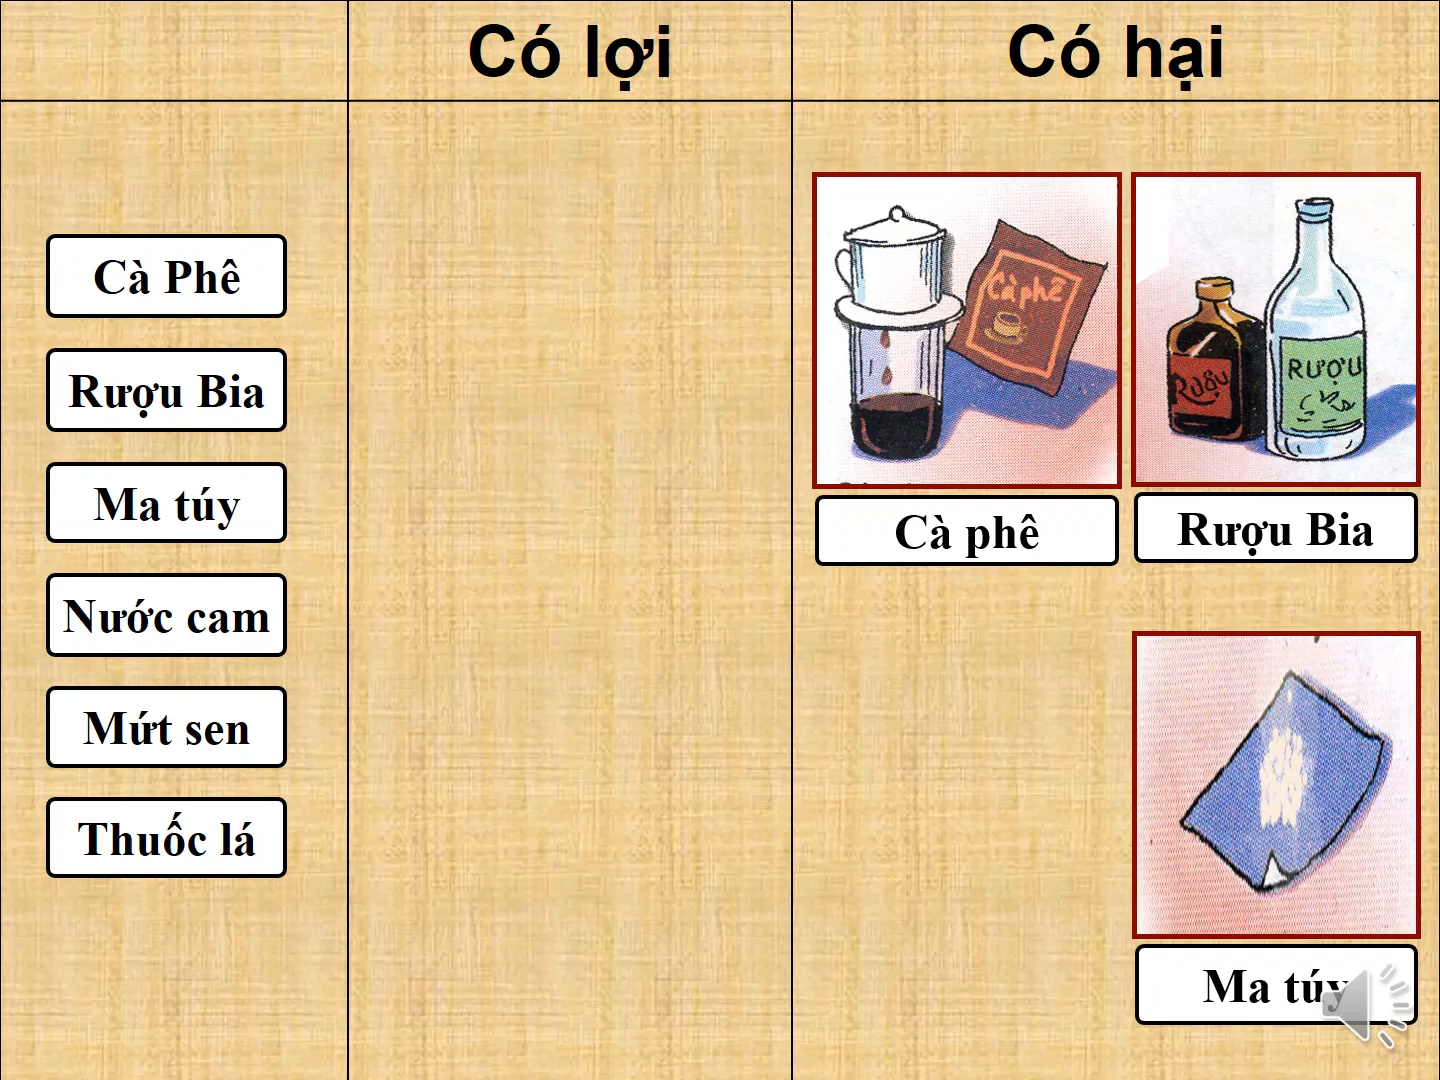 Có lợi
Có hại
Cà Phê
Rượu Bia
Ma túy
Nước cam
Mứt sen
Thuốc lá
Cà phê
Rượu
RƯỢU
Cà phê
Rượu Bia
Ma túy